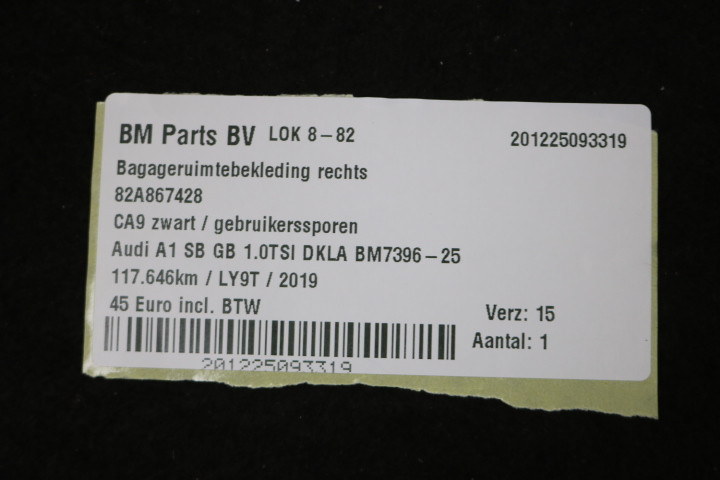 BM Parts BV LOK 8-82 201225093319
Bagageruimtebekleding rechts
82A867428
CA9 zwart / gebruikerssporen
Audi A1 SB GB 1.0TSI DKLA BM7396-25
117.646km / LY9T / 2019
45 Euro incl. BTW
Verz: 15
Aantal: 1
201225093319